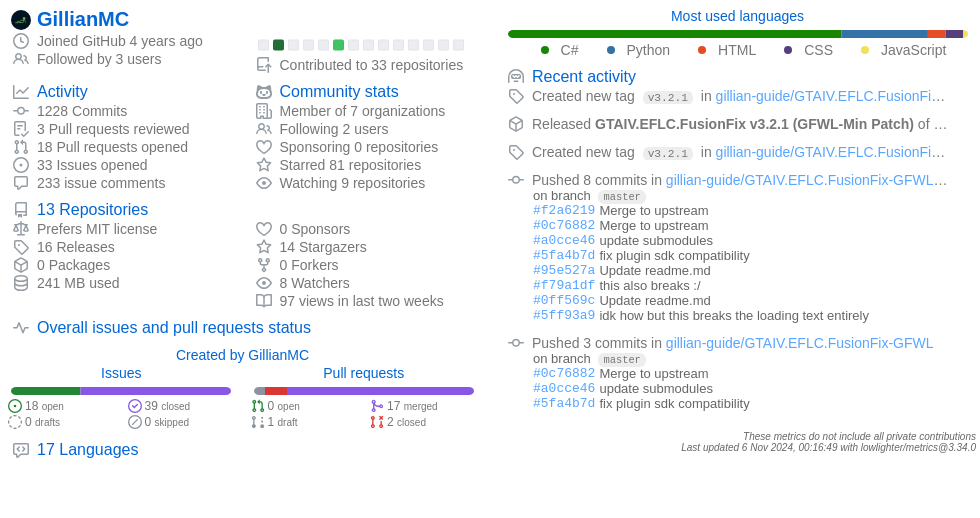 GillianMC
Joined GitHub 4 years ago
Followed by 3 users
Contributed to 33 repositories
Activity
1228 Commits
3 Pull requests reviewed
18 Pull requests opened
33 Issues opened
233 issue comments
Community stats
Member of 7 organizations
Following 2 users
Sponsoring 0 repositories
Starred 81 repositories
Watching 9 repositories
13 Repositories
Prefers MIT license
16 Releases
0 Packages
241 MB used
0 Sponsors
14 Stargazers
0 Forkers
8 Watchers
97 views in last two weeks
Overall issues and pull requests status
Created by GillianMC
Issues
18 open
39 closed
0 drafts
0 skipped
Pull requests
0 open
17 merged
1 draft
2 closed
17 Languages
Most used languages
C# Python HTML CSS JavaScript
Recent activity
Created new tag v3.2.1 in gillian-guide/GTAIV.EFLC.FusionFi…
Released GTAIV.EFLC.FusionFix v3.2.1 (GFWL-Min Patch) of …
Created new tag v3.2.1 in gillian-guide/GTAIV.EFLC.FusionFi…
Pushed 8 commits in gillian-guide/GTAIV.EFLC.FusionFix-GFWL…
on branch master
#f2a6219 Merge to upstream
#0c76882 Merge to upstream
#a0cce46 update submodules
#5fa4b7d fix plugin sdk compatibility
#95e527a Update readme.md
#f79a1df this also breaks :/
#0ff569c Update readme.md
#5ff93a9 idk how but this breaks the loading text entirely
Pushed 3 commits in gillian-guide/GTAIV.EFLC.FusionFix-GFWL
on branch master
#0c76882 Merge to upstream
#a0cce46 update submodules
#5fa4b7d fix plugin sdk compatibility
These metrics do not include all private contributions
Last updated 6 Nov 2024, 00:16:49 with lowlighter/metrics@3.34.0